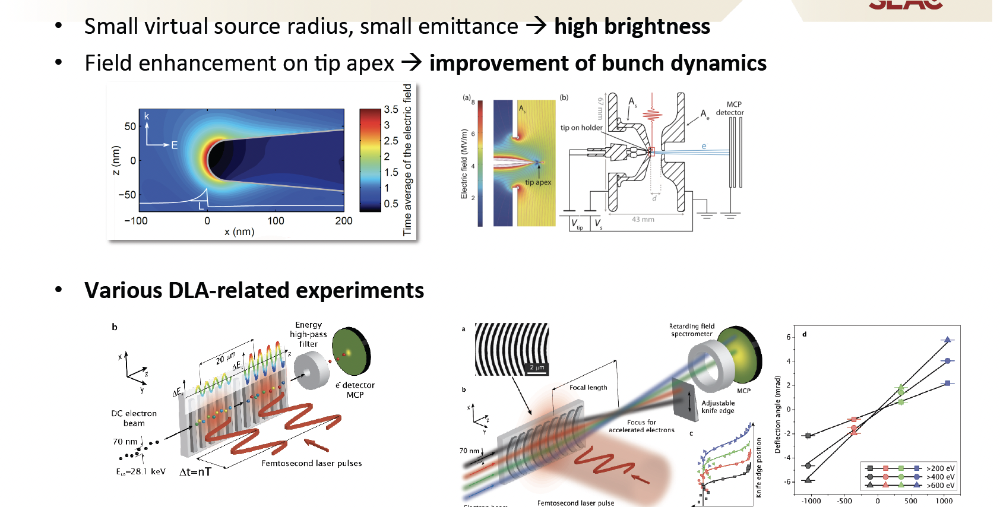 SLAC
• Small virtual source radius, small emittance → high brightness
• Field enhancement on tip apex → improvement of bunch dynamics
k
E
L
50
0
−50
z (nm)
−100
0
100
200
x (nm)
3.5
3
2.5
2
1.5
1
0.5
Time average of the electric field
(a)
8
6
4
2
Electric field (MV/m)
As
tip apex
(b)
67 mm
As
tip on holder
Ae
MCP
detector
e-
d
43 mm
Vtip
Vs
• Various DLA-related experiments
b
Energy
high-pass
filter
x
z
y
20 μm
ΔE
ΔE
z
e- detector
MCP
DC electron
beam
70 nm
Ek0=28.1 keV
Δt=nT
Femtosecond laser pulses
a
2 μm
Retarding field
spectrometer
MCP
b
x
z
y
Focal length
Adjustable
knife edge
Focus for
accelerated electrons
70 nm
Electron beam
Femtosecond laser pulse
c
Knife edge position
d
6
4
2
0
-2
-4
-6
Deflection angle (mrad)
>200 eV
>400 eV
>600 eV
-1000
-500
0
500
1000